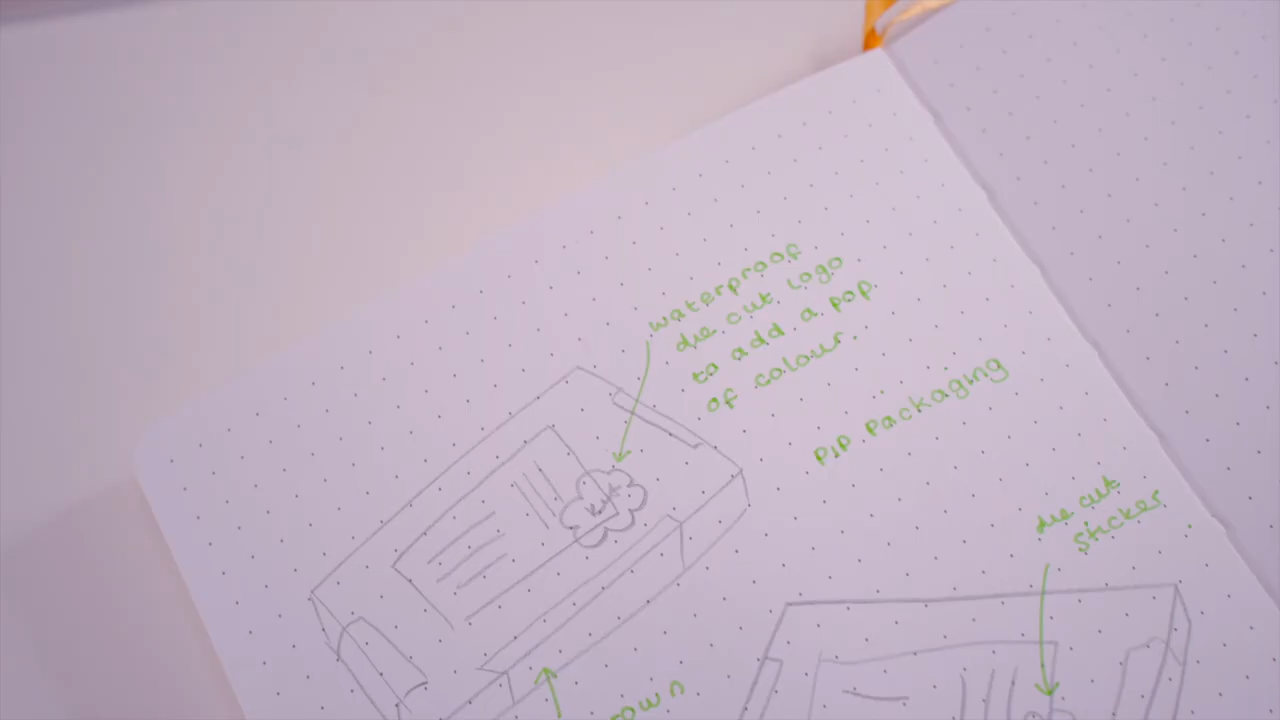 waterproof
die cut logo
to add a pop
of colour.
PIP Packaging
die cut
sticker